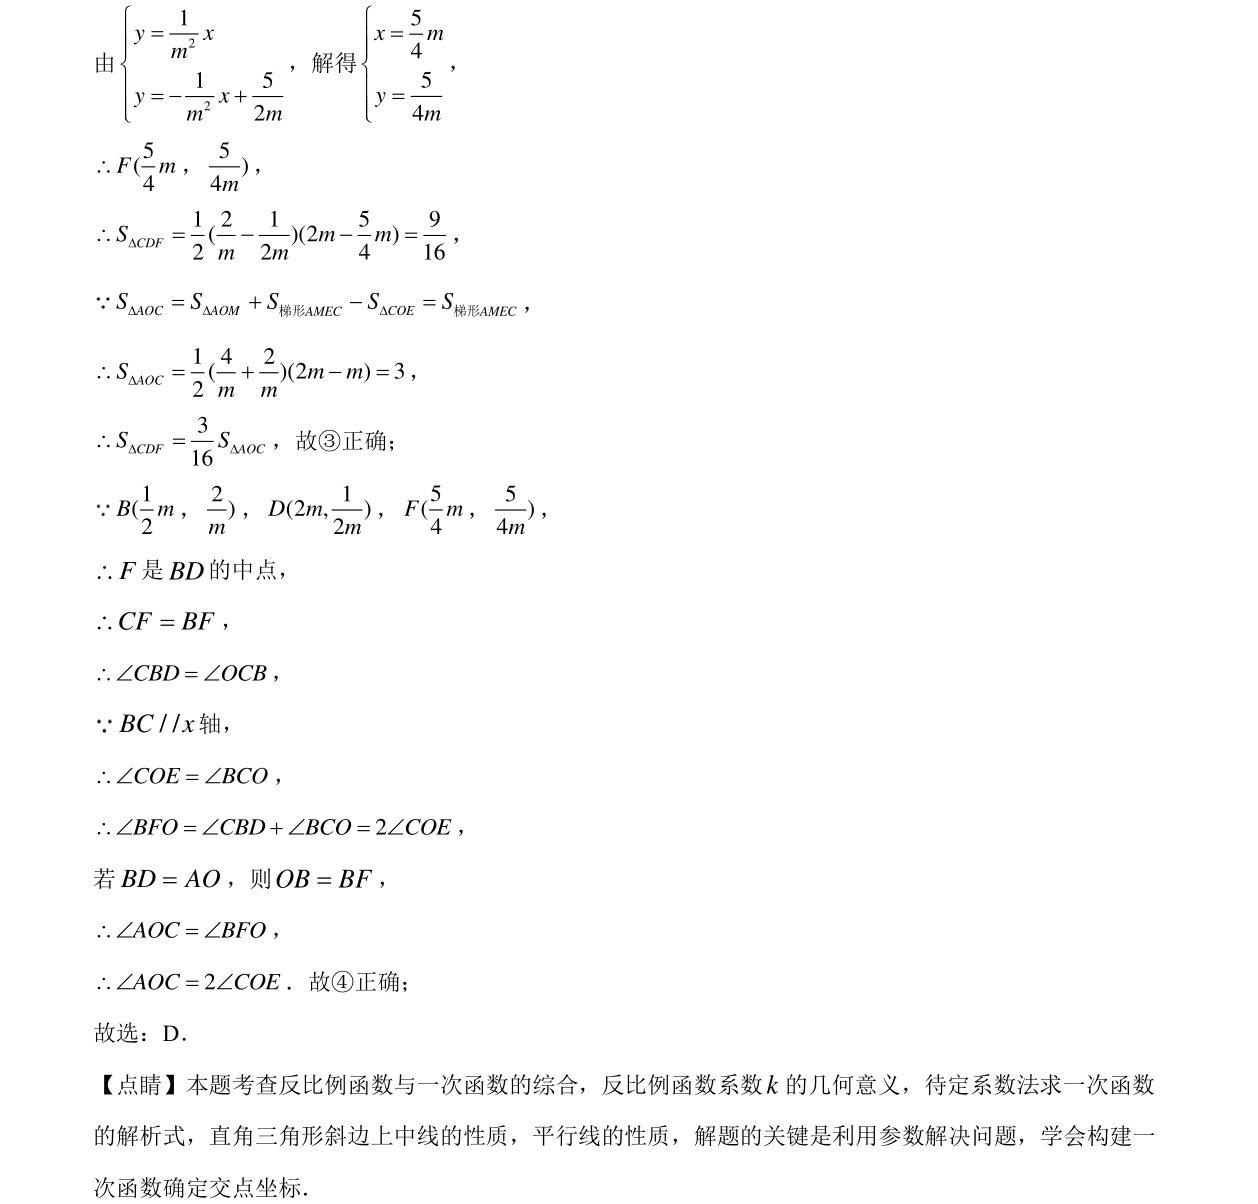 由 { y = 1/m² x, y = −1/m² x + 5/2m ，解得 { x = 5/4 m, y = 5/4m ，
∴F(5/4 m，5/4m)，
∴S△CDF = 1/2(2/m − 1/2m)(2m − 5/4 m) = 9/16，
∵S△AOC = S△AOM + S梯形AMEC − S△COE = S梯形AMEC，
∴S△AOC = 1/2(4/m + 2/m)(2m − m) = 3，
∴S△CDF = 3/16 S△AOC，故③正确；
∵B(1/2 m，2/m)，D(2m, 1/2m)，F(5/4 m，5/4m)，
∴F 是 BD 的中点，
∴CF = BF，
∴∠CBD = ∠OCB，
∵BC//x 轴，
∴∠COE = ∠BCO，
∴∠BFO = ∠CBD + ∠BCO = 2∠COE，
若 BD = AO，则 OB = BF，
∴∠AOC = ∠BFO，
∴∠AOC = 2∠COE．故④正确；
故选：D．
【点睛】本题考查反比例函数与一次函数的综合，反比例函数系数 k 的几何意义，待定系数法求一次函数
的解析式，直角三角形斜边上中线的性质，平行线的性质，解题的关键是利用参数解决问题，学会构建一
次函数确定交点坐标．